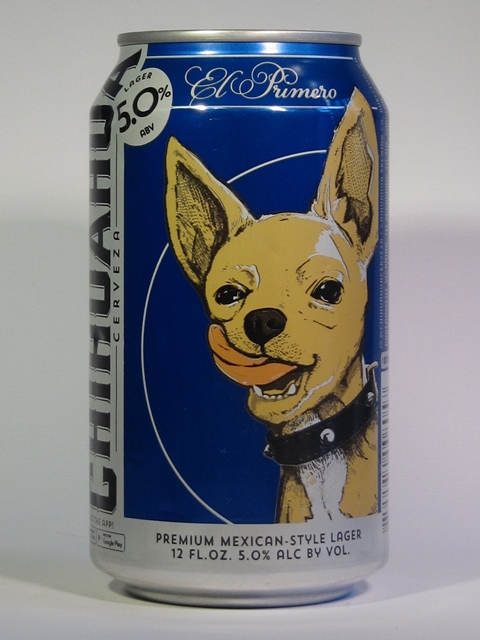 El Primero
LAGER
5.0%
ABV
CHIHUAHUA
CERVEZA
APP!
Google Play
PREMIUM MEXICAN-STYLE LAGER
12 FL.OZ. 5.0% ALC BY VOL.